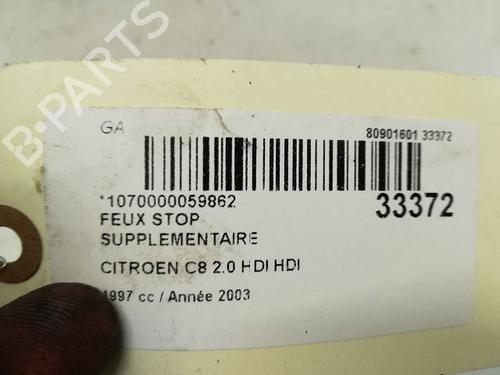 B-PARTS
GA
80901601 33372
*1070000059862
33372
FEUX STOP
SUPPLEMENTAIRE
CITROEN C8 2.0 HDI HDI
1997 cc / Année 2003